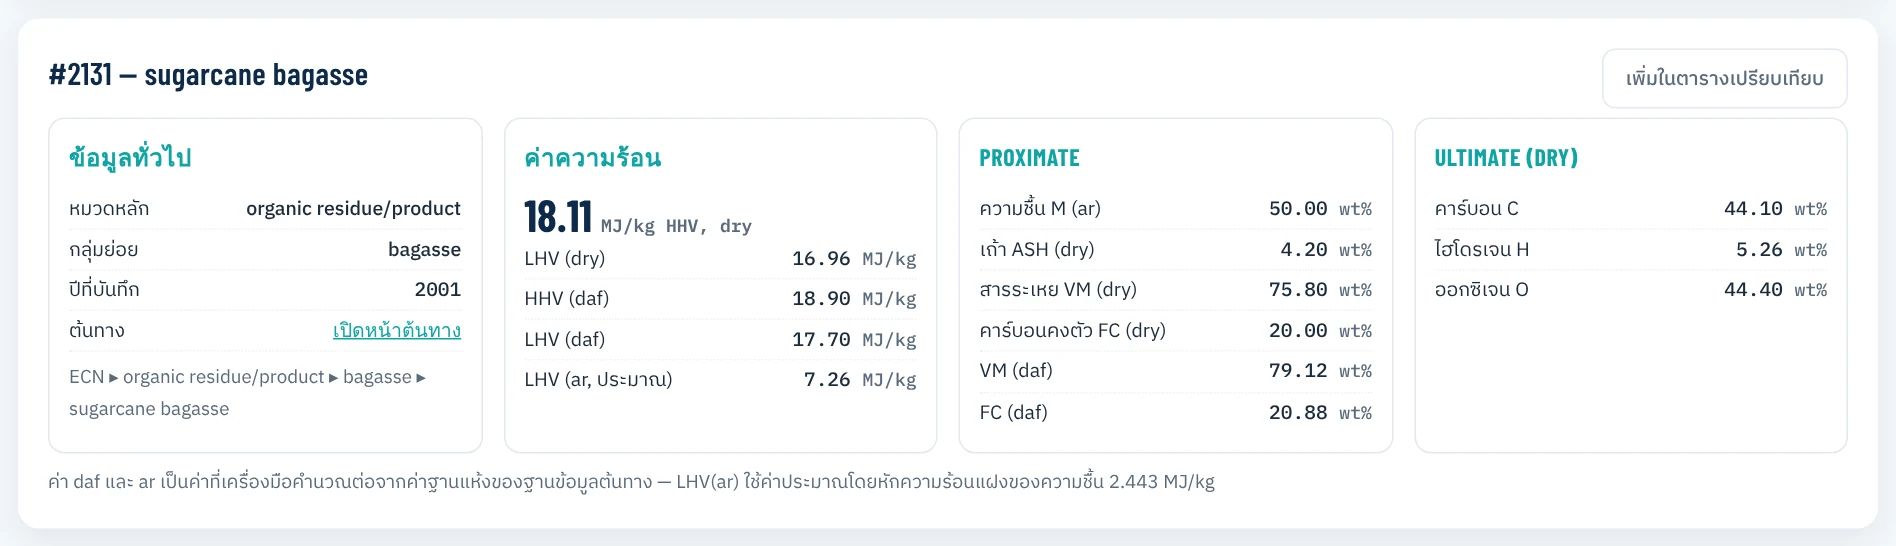 #2131 — sugarcane bagasse
เพิ่มในตารางเปรียบเทียบ
ข้อมูลทั่วไป
หมวดหลัก organic residue/product
กลุ่มย่อย bagasse
ปีที่บันทึก 2001
ต้นทาง เปิดหน้าต้นทาง
ECN ▸ organic residue/product ▸ bagasse ▸
sugarcane bagasse
ค่าความร้อน
18.11 MJ/kg HHV, dry
LHV (dry) 16.96 MJ/kg
HHV (daf) 18.90 MJ/kg
LHV (daf) 17.70 MJ/kg
LHV (ar, ประมาณ) 7.26 MJ/kg
PROXIMATE
ความชื้น M (ar) 50.00 wt%
เถ้า ASH (dry) 4.20 wt%
สารระเหย VM (dry) 75.80 wt%
คาร์บอนคงตัว FC (dry) 20.00 wt%
VM (daf) 79.12 wt%
FC (daf) 20.88 wt%
ULTIMATE (DRY)
คาร์บอน C 44.10 wt%
ไฮโดรเจน H 5.26 wt%
ออกซิเจน O 44.40 wt%
ค่า daf และ ar เป็นค่าที่เครื่องมือคำนวณต่อจากค่าฐานแห้งของฐานข้อมูลต้นทาง — LHV(ar) ใช้ค่าประมาณโดยหักความร้อนแฝงของความชื้น 2.443 MJ/kg